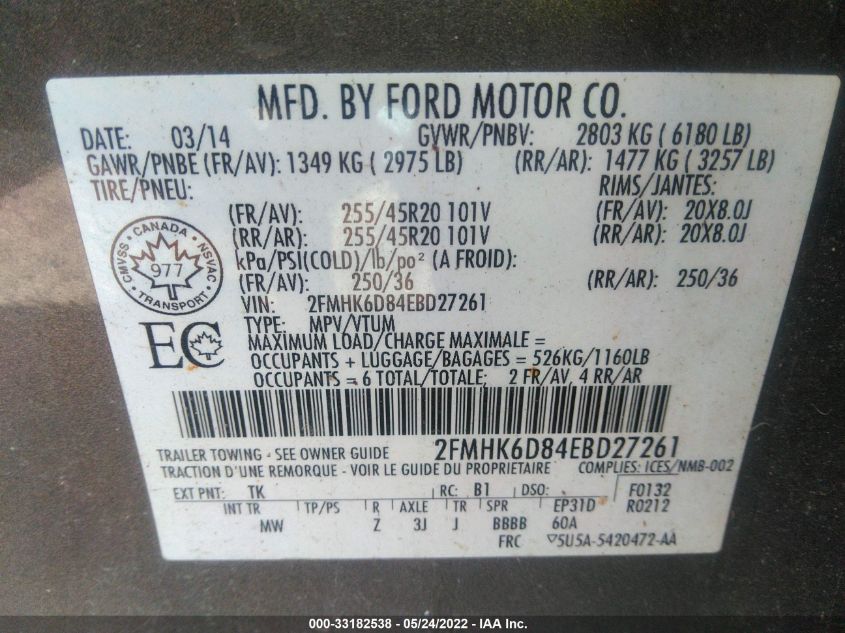 MFD. BY FORD MOTOR CO.
DATE: 03/14 GVWR/PNBV: 2803 KG ( 6180 LB)
GAWR/PNBE (FR/AV): 1349 KG ( 2975 LB) (RR/AR): 1477 KG ( 3257 LB)
TIRE/PNEU: RIMS/JANTES:
(FR/AV): 255/45R20 101V (FR/AV): 20X8.0J
(RR/AR): 255/45R20 101V (RR/AR): 20X8.0J
kPa/PSI(COLD)/lb/po² (A FROID):
(FR/AV): 250/36 (RR/AR): 250/36
CMVSS CANADA NSVAC
977
TRANSPORT
VIN: 2FMHK6D84EBD27261
TYPE: MPV/VTUM
EC
MAXIMUM LOAD/CHARGE MAXIMALE =
OCCUPANTS + LUGGAGE/BAGAGES = 526KG/1160LB
OCCUPANTS = 6 TOTAL/TOTALE; 2 FR/AV, 4 RR/AR
TRAILER TOWING - SEE OWNER GUIDE 2FMHK6D84EBD27261
TRACTION D'UNE REMORQUE - VOIR LE GUIDE DU PROPRIETAIRE COMPLIES: ICES/NMB-002
EXT PNT: TK RC: B1 DSO: F0132
INT TR TP/PS R AXLE TR SPR EP31D R0212
MW Z 3J J BBBB 60A
FRC ▽5U5A-5420472-AA
000-33182538 - 05/24/2022 - IAA Inc.